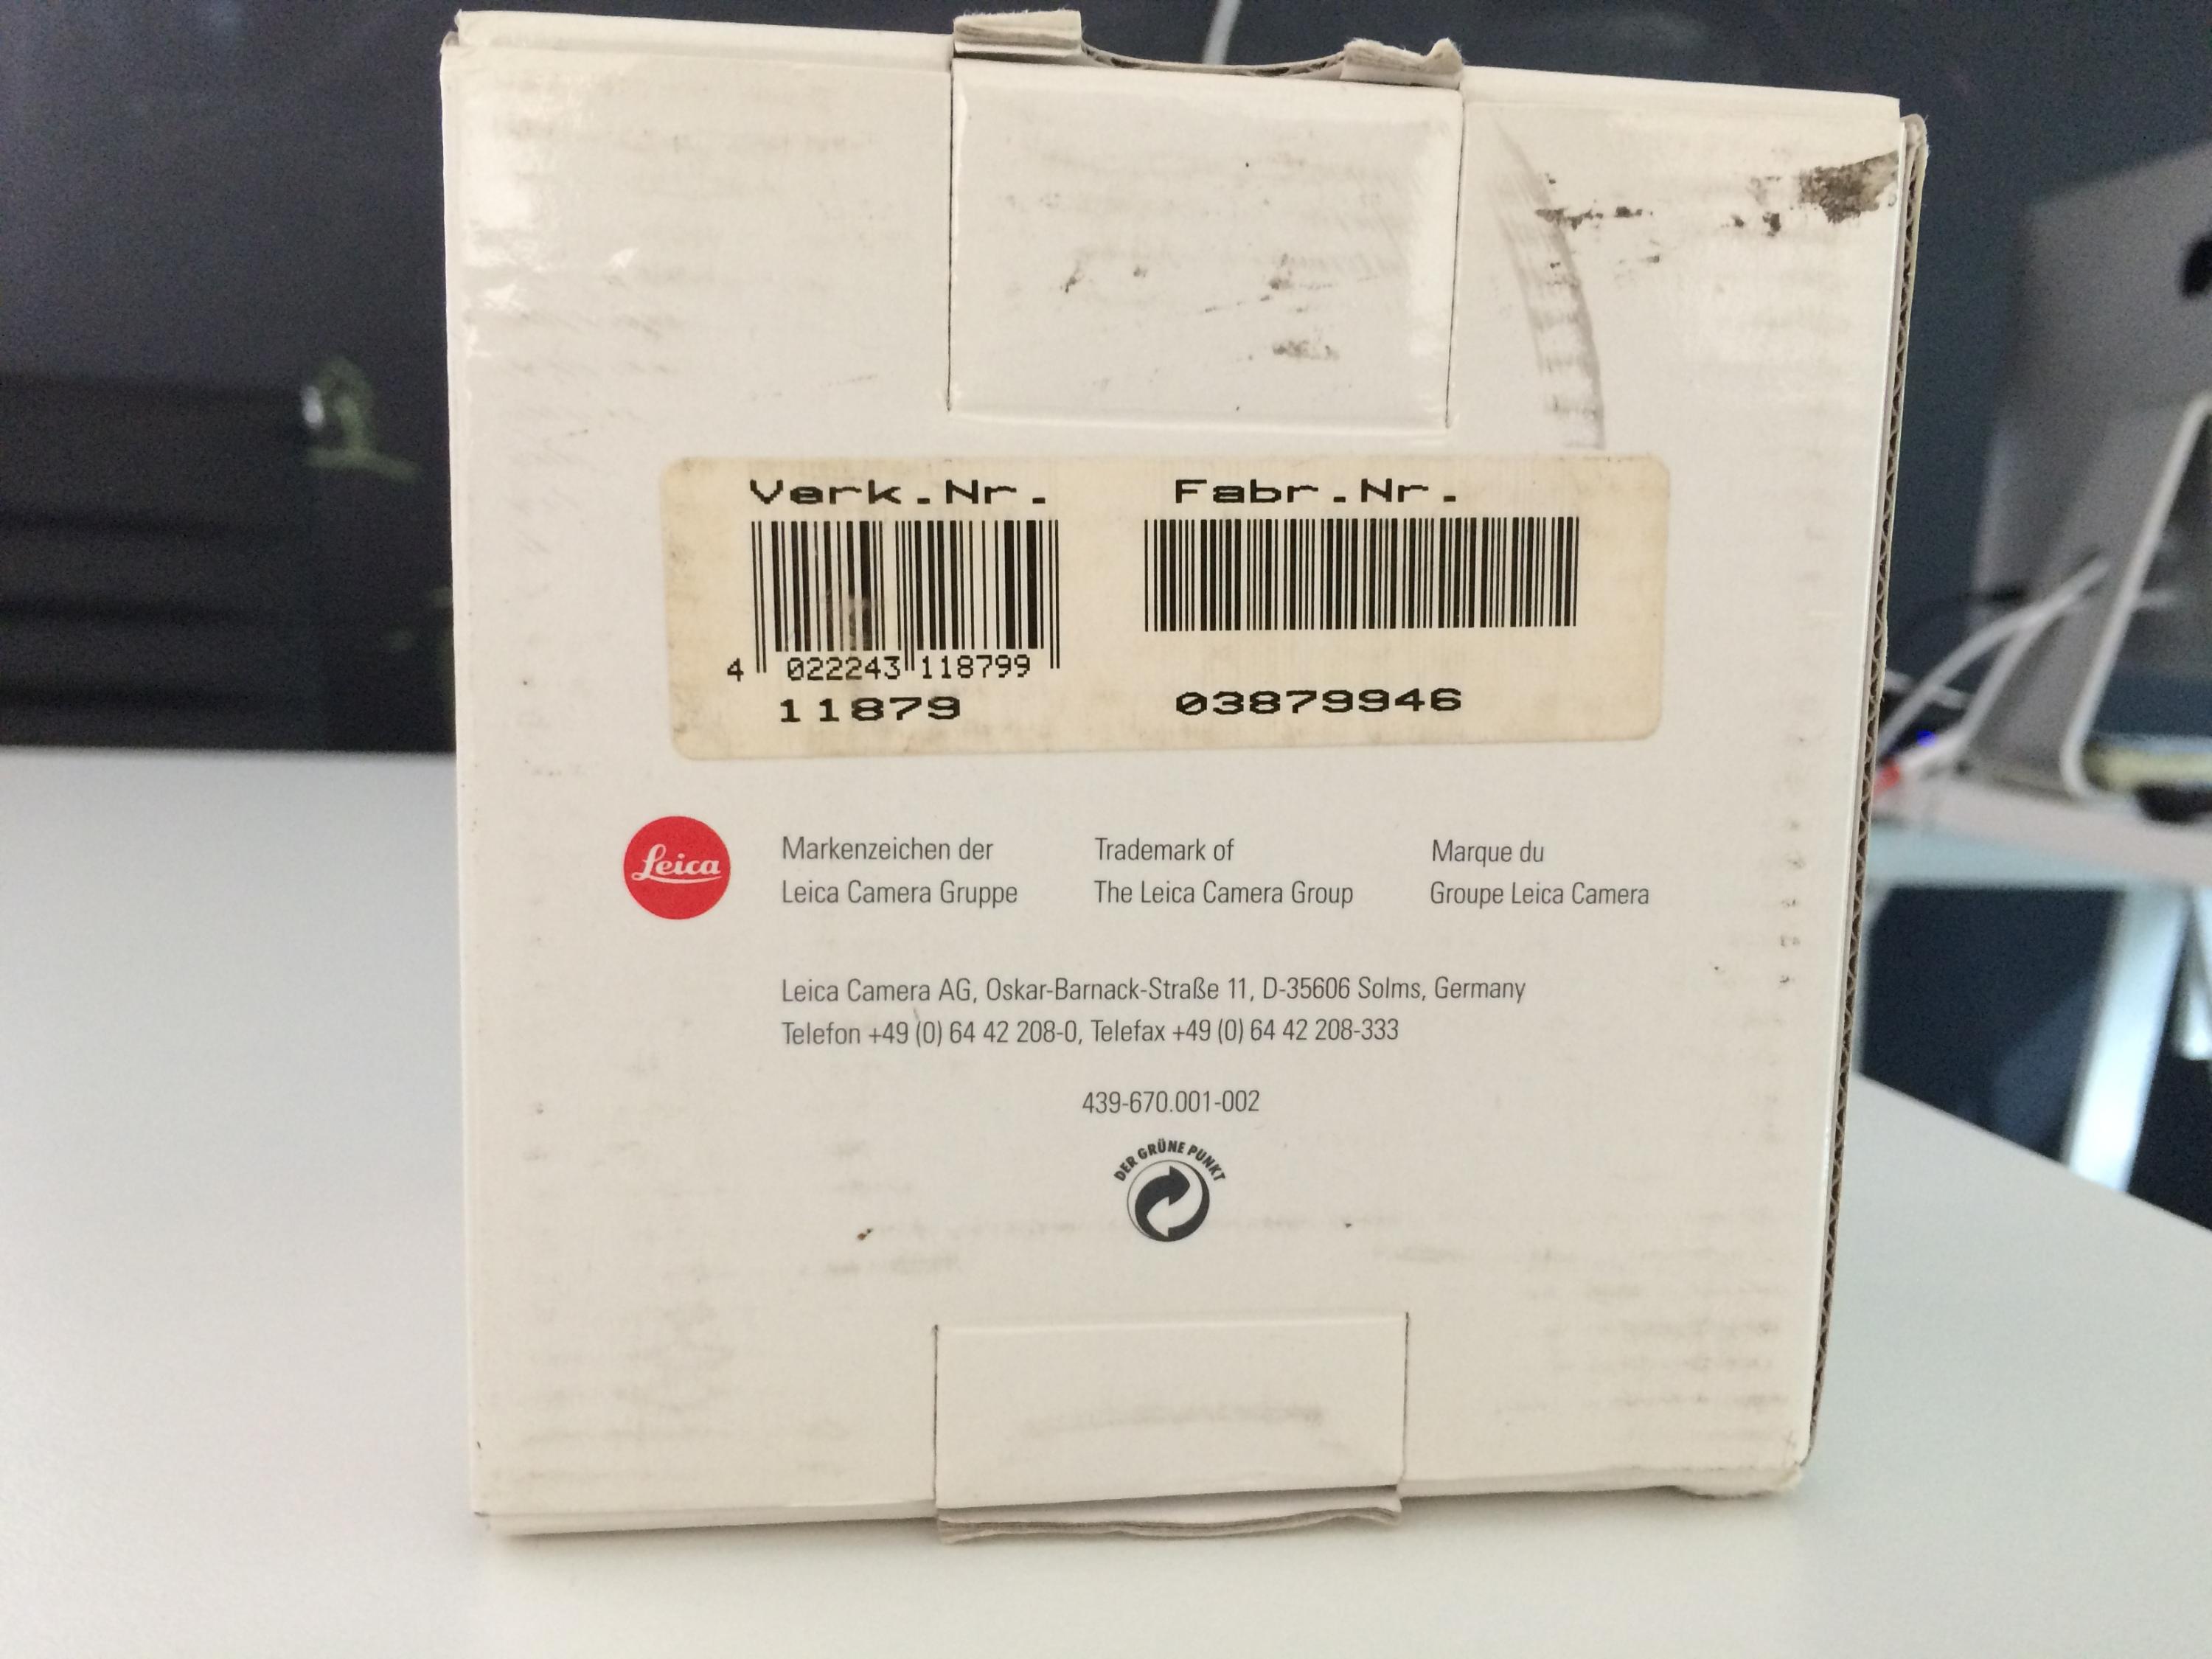 Verk.Nr.
Fabr.Nr.
4 022243 118799
11879
03879946
Leica
Markenzeichen der
Leica Camera Gruppe
Trademark of
The Leica Camera Group
Marque du
Groupe Leica Camera
Leica Camera AG, Oskar-Barnack-Straße 11, D-35606 Solms, Germany
Telefon +49 (0) 64 42 208-0, Telefax +49 (0) 64 42 208-333
439-670.001-002
DER GRÜNE PUNKT